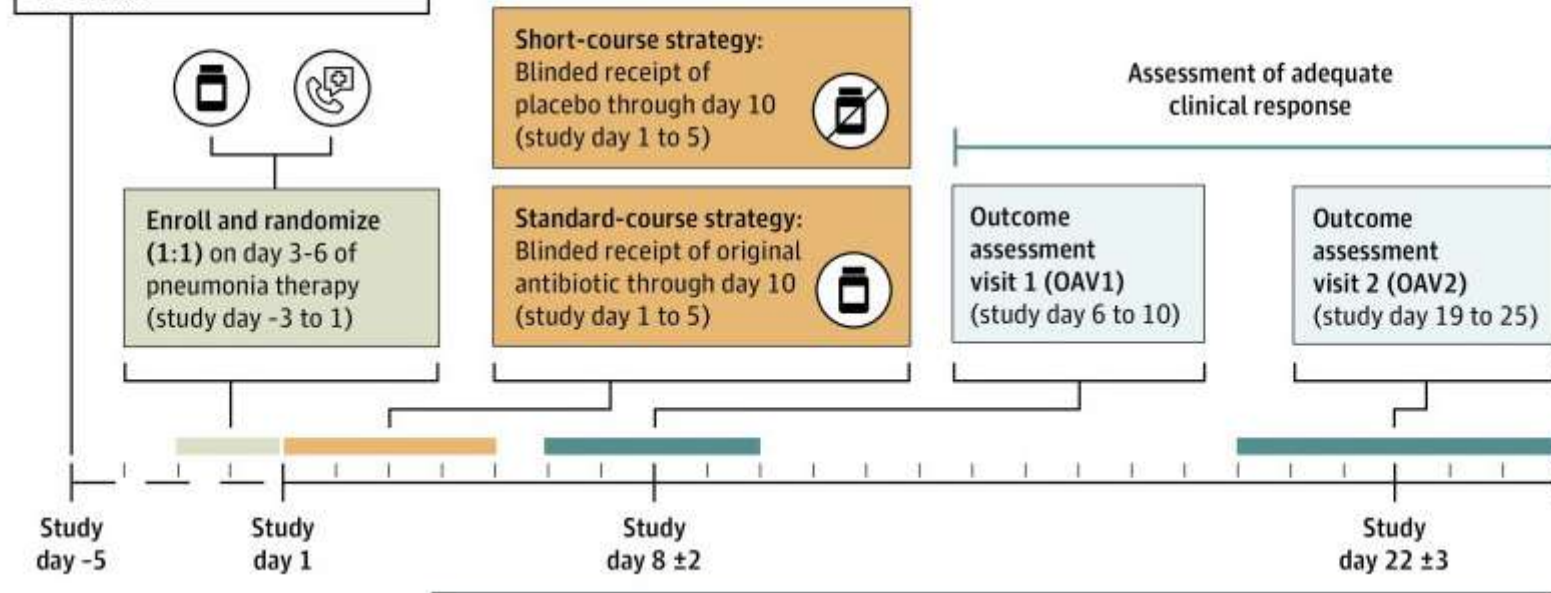 Short-course strategy:
Blinded receipt of
placebo through day 10
(study day 1 to 5)
Assessment of adequate
clinical response
Enroll and randomize
(1:1) on day 3-6 of
pneumonia therapy
(study day -3 to 1)
Standard-course strategy:
Blinded receipt of original
antibiotic through day 10
(study day 1 to 5)
Outcome
assessment
visit 1 (OAV1)
(study day 6 to 10)
Outcome
assessment
visit 2 (OAV2)
(study day 19 to 25)
Study
day -5
Study
day 1
Study
day 8 ±2
Study
day 22 ±3